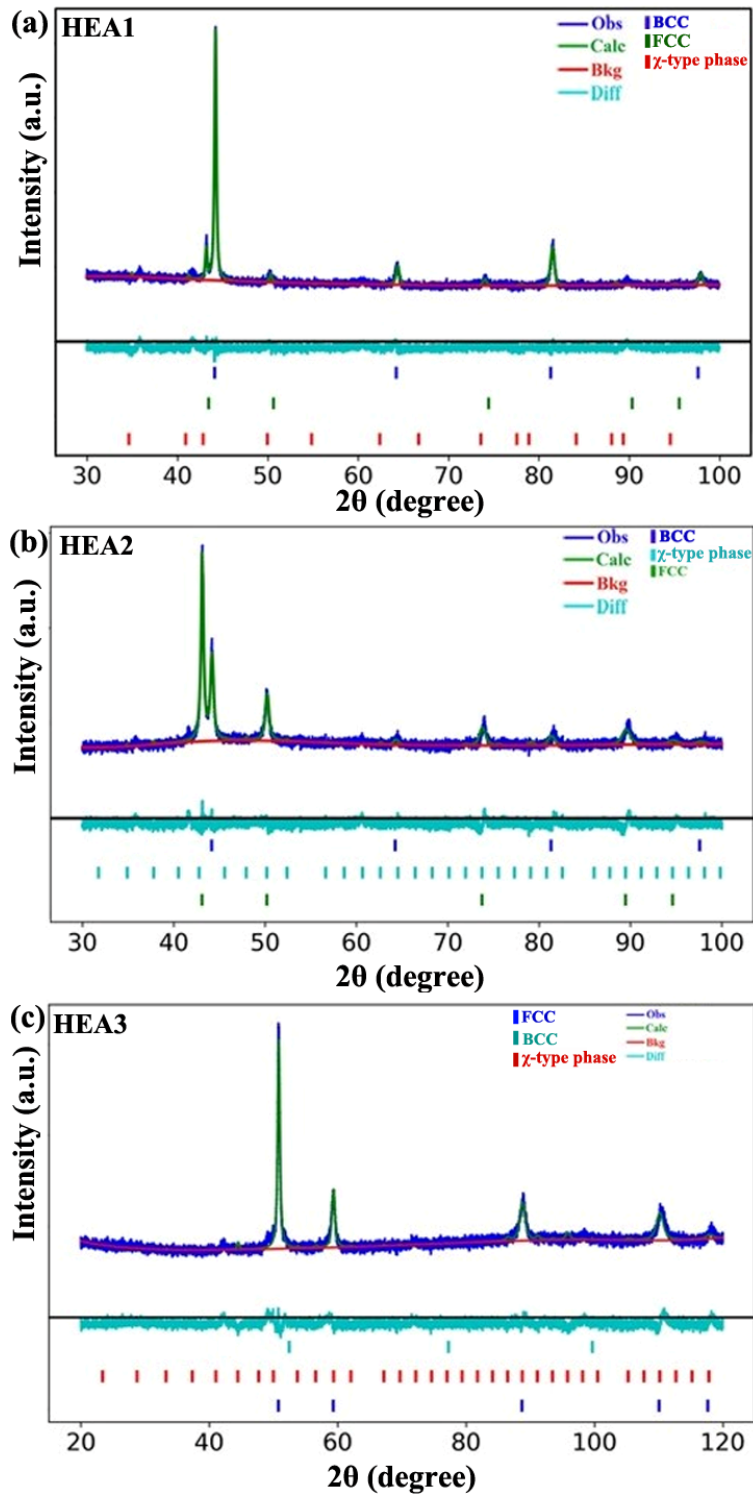 (a) HEA1
Obs
Calc
Bkg
Diff
BCC
FCC
χ-type phase
Intensity (a.u.)
30 40 50 60 70 80 90 100
2θ (degree)
(b) HEA2
Obs
Calc
Bkg
Diff
BCC
χ-type phase
FCC
Intensity (a.u.)
30 40 50 60 70 80 90 100
2θ (degree)
(c) HEA3
FCC
BCC
χ-type phase
Obs
Calc
Bkg
Diff
Intensity (a.u.)
20 40 60 80 100 120
2θ (degree)